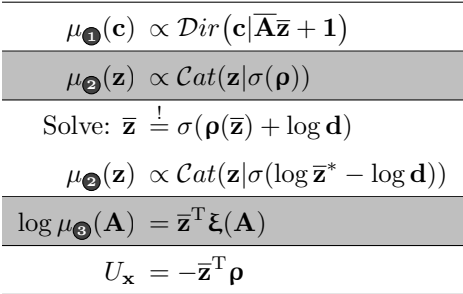 μ❶(c) ∝ Dir(c|A̅z̅ + 1)
μ❷(z) ∝ Cat(z|σ(ρ))
Solve: z̅ =! σ(ρ(z̅) + log d)
μ❷(z) ∝ Cat(z|σ(log z̅* − log d))
log μ❸(A) = z̅ᵀξ(A)
Uₓ = −z̅ᵀρ